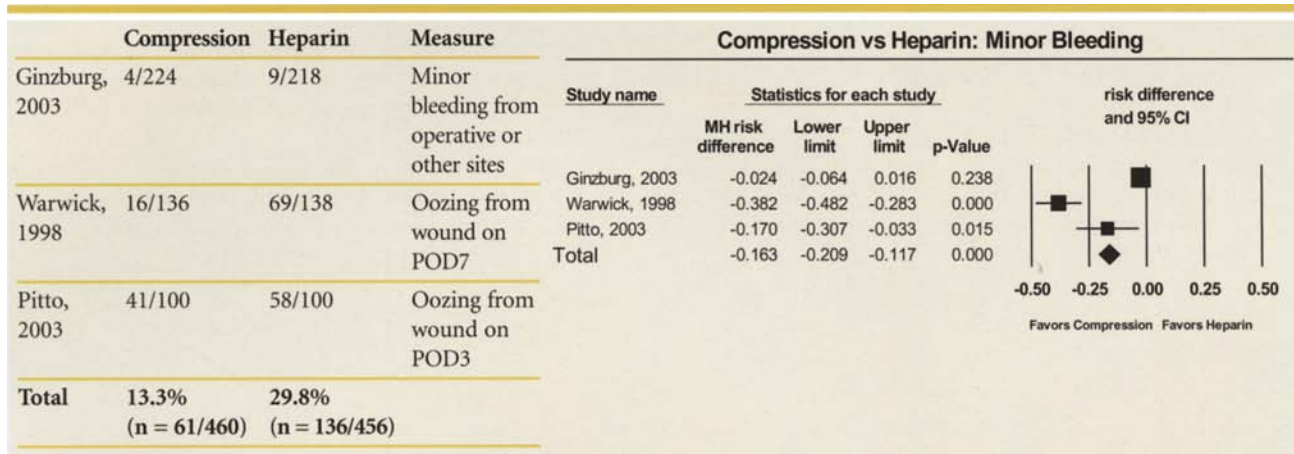 Compression Heparin Measure
Ginzburg, 4/224 9/218 Minor
2003 bleeding from
operative or
other sites
Warwick, 16/136 69/138 Oozing from
1998 wound on
POD7
Pitto, 41/100 58/100 Oozing from
2003 wound on
POD3
Total 13.3% 29.8%
(n = 61/460) (n = 136/456)
Compression vs Heparin: Minor Bleeding
Study name Statistics for each study risk difference
and 95% CI
MH risk Lower Upper
difference limit limit p-Value
Ginzburg, 2003 -0.024 -0.064 0.016 0.238
Warwick, 1998 -0.382 -0.482 -0.283 0.000
Pitto, 2003 -0.170 -0.307 -0.033 0.015
Total -0.163 -0.209 -0.117 0.000
-0.50 -0.25 0.00 0.25 0.50
Favors Compression Favors Heparin